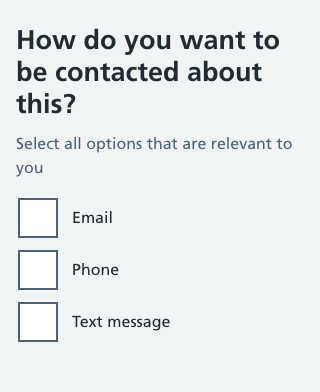 How do you want to
be contacted about
this?
Select all options that are relevant to
you
Email
Phone
Text message